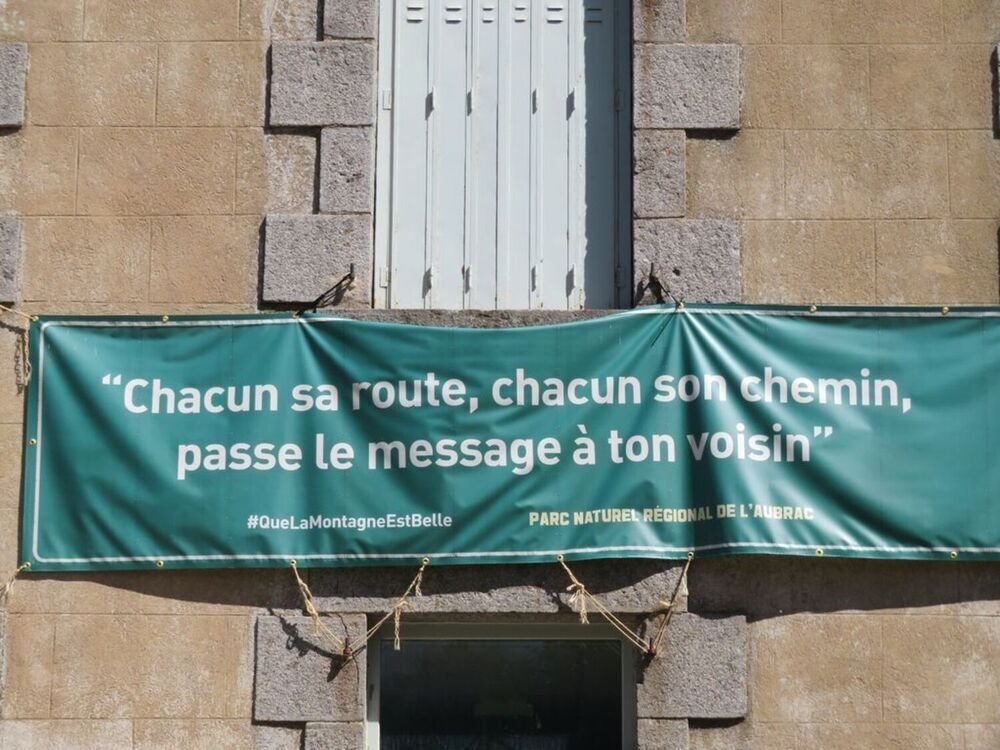 “Chacun sa route, chacun son chemin,
passe le message à ton voisin”
#QueLaMontagneEstBelle
PARC NATUREL RÉGIONAL DE L'AUBRAC